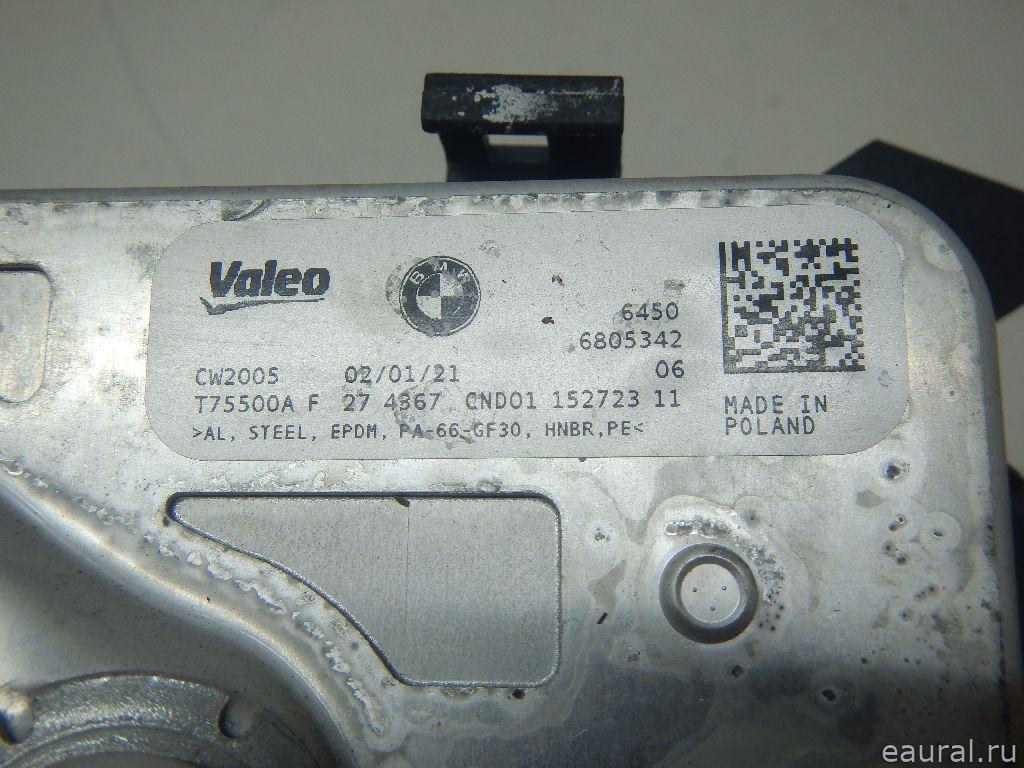 Valeo
BMW
6450
6805342
CW2005 02/01/21 06
T75500A F 27 4367 CND01 152723 11
>AL, STEEL, EPDM, PA-66-GF30, HNBR,PE<
MADE IN
POLAND
eaural.ru